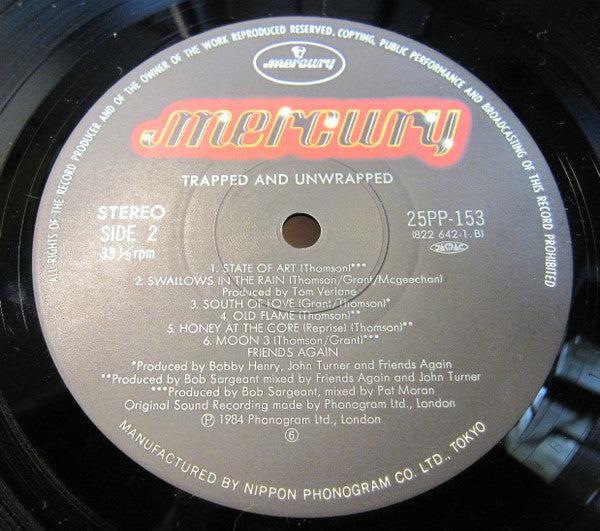 ALL RIGHTS OF THE RECORD PRODUCER AND OF THE OWNER OF THE WORK REPRODUCED RESERVED. COPYING, PUBLIC PERFORMANCE AND BROADCASTING OF THIS RECORD PROHIBITED
mercury
mercury
TRAPPED AND UNWRAPPED
STEREO
SIDE 2
33 1/3 rpm
25PP-153
(822 642-1. B)
1. STATE OF ART (Thomson)***
2. SWALLOWS IN THE RAIN (Thomson/Grant/Mcgeechan)
Produced by Tom Verlane
3. SOUTH OF LOVE (Grant/Thomson)*
4. OLD FLAME (Thomson)**
5. HONEY AT THE CORE (Reprise) (Thomson)**
6. MOON 3 (Thomson/Grant)***
FRIENDS AGAIN
*Produced by Bobby Henry, John Turner and Friends Again
**Produced by Bob Sargeant mixed by Friends Again and John Turner
***Produced by Bob Sargeant, mixed by Pat Moran
Original Sound Recording made by Phonogram Ltd., London
Ⓟ 1984 Phonogram Ltd., London
⑥
MANUFACTURED BY NIPPON PHONOGRAM CO. LTD., TOKYO